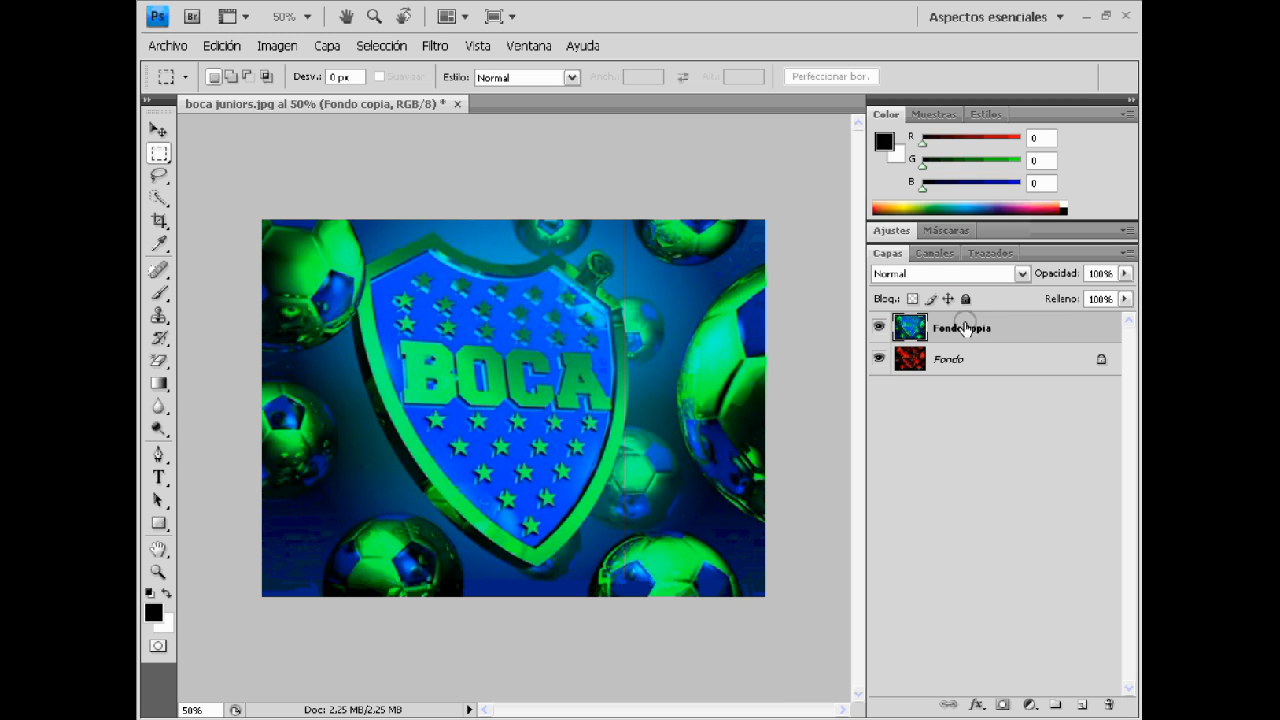 Ps Br 50% Aspectos esenciales
Archivo Edición Imagen Capa Selección Filtro Vista Ventana Ayuda
Desv.: 0 px Suavizar Estilo: Normal Anch.: Alt.: Perfeccionar bor.
boca juniors.jpg al 50% (Fondo copia, RGB/8) *
Color Muestras Estilos
R 0
G 0
B 0
Ajustes Máscaras
Capas Canales Trazados
Normal Opacidad: 100%
Bloq.: Relleno: 100%
Fondo copia
Fondo
BOCA
50% Doc: 2,25 MB/2,25 MB